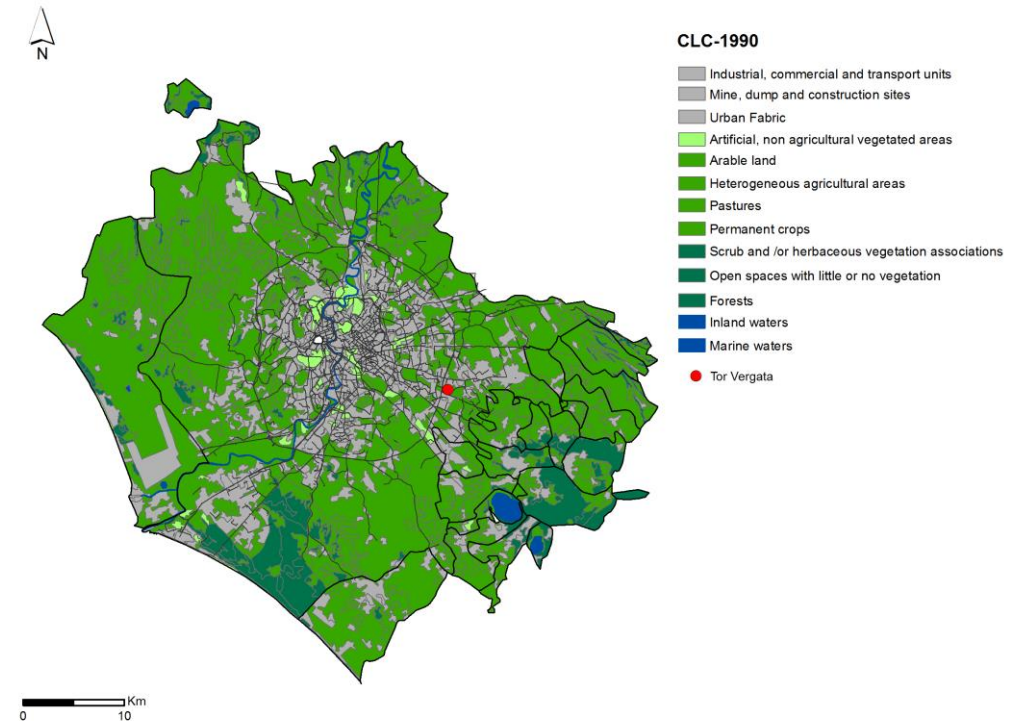 N
CLC-1990
Industrial, commercial and transport units
Mine, dump and construction sites
Urban Fabric
Artificial, non agricultural vegetated areas
Arable land
Heterogeneous agricultural areas
Pastures
Permanent crops
Scrub and /or herbaceous vegetation associations
Open spaces with little or no vegetation
Forests
Inland waters
Marine waters
Tor Vergata
Km
0 10